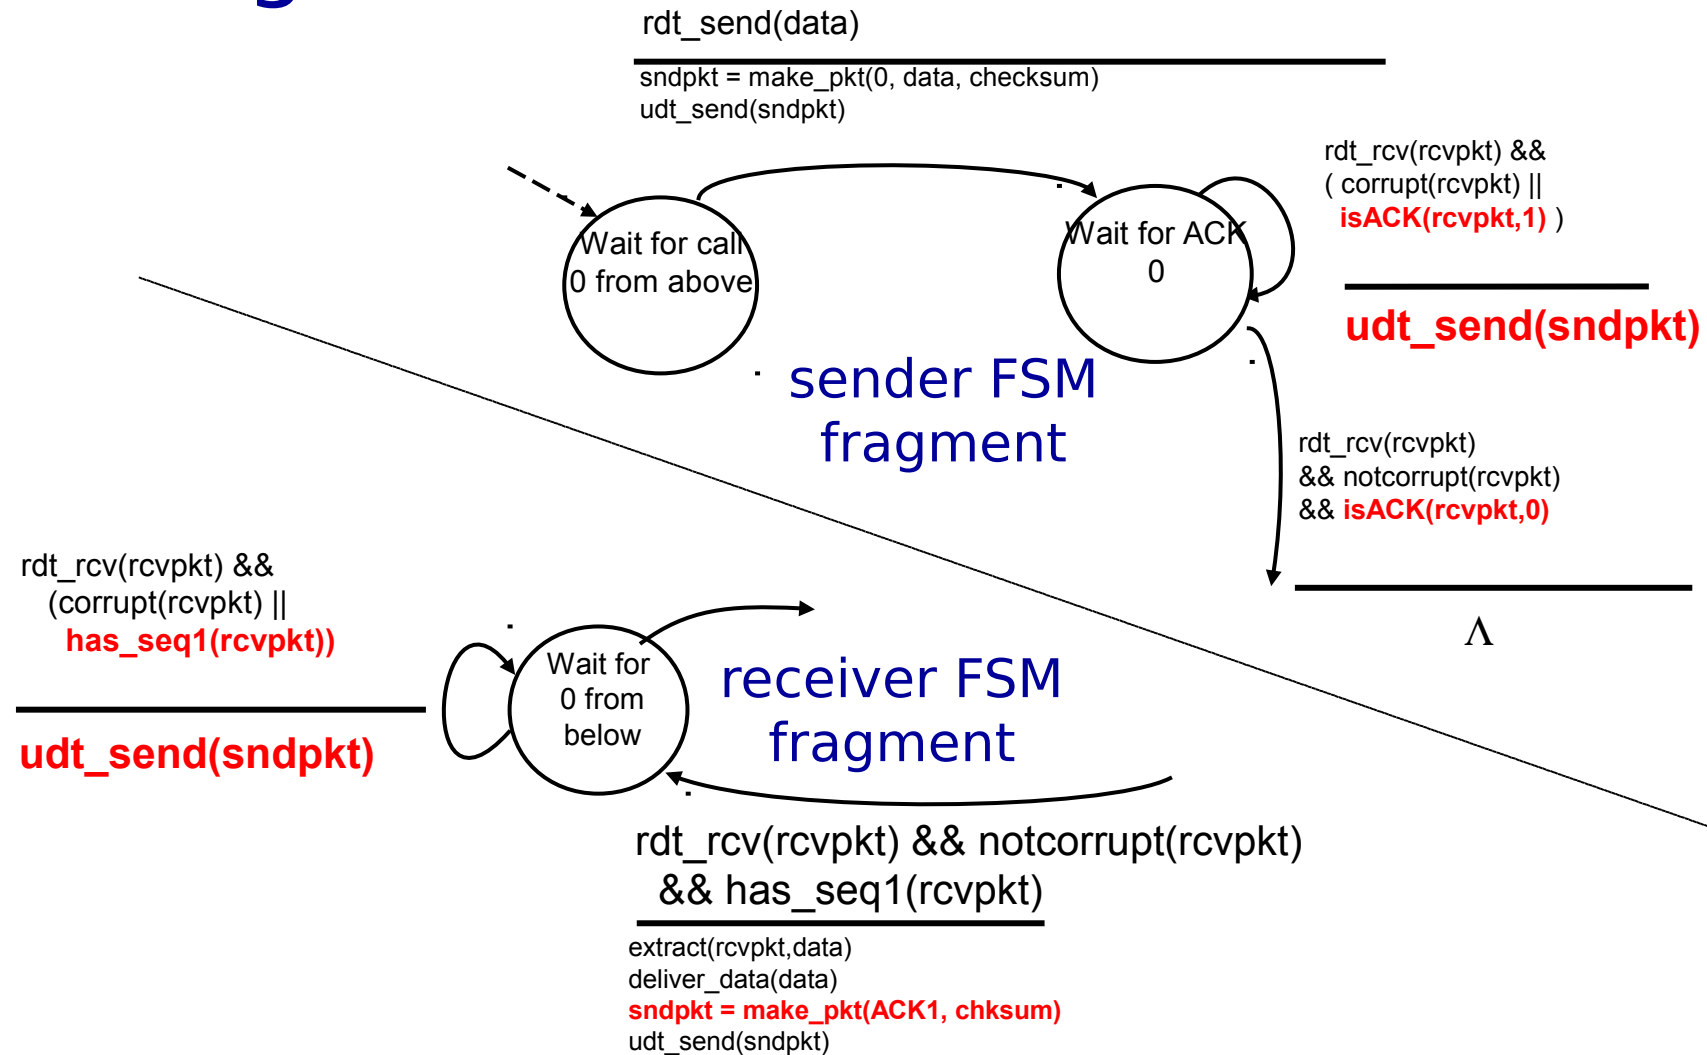 rdt_send(data)
sndpkt = make_pkt(0, data, checksum)
udt_send(sndpkt)
rdt_rcv(rcvpkt) &&
( corrupt(rcvpkt) ||
isACK(rcvpkt,1) )
udt_send(sndpkt)
Wait for call
0 from above
Wait for ACK
0
sender FSM
fragment
rdt_rcv(rcvpkt)
&& notcorrupt(rcvpkt)
&& isACK(rcvpkt,0)
Λ
rdt_rcv(rcvpkt) &&
(corrupt(rcvpkt) ||
has_seq1(rcvpkt))
udt_send(sndpkt)
Wait for
0 from
below
receiver FSM
fragment
rdt_rcv(rcvpkt) && notcorrupt(rcvpkt)
&& has_seq1(rcvpkt)
extract(rcvpkt,data)
deliver_data(data)
sndpkt = make_pkt(ACK1, chksum)
udt_send(sndpkt)